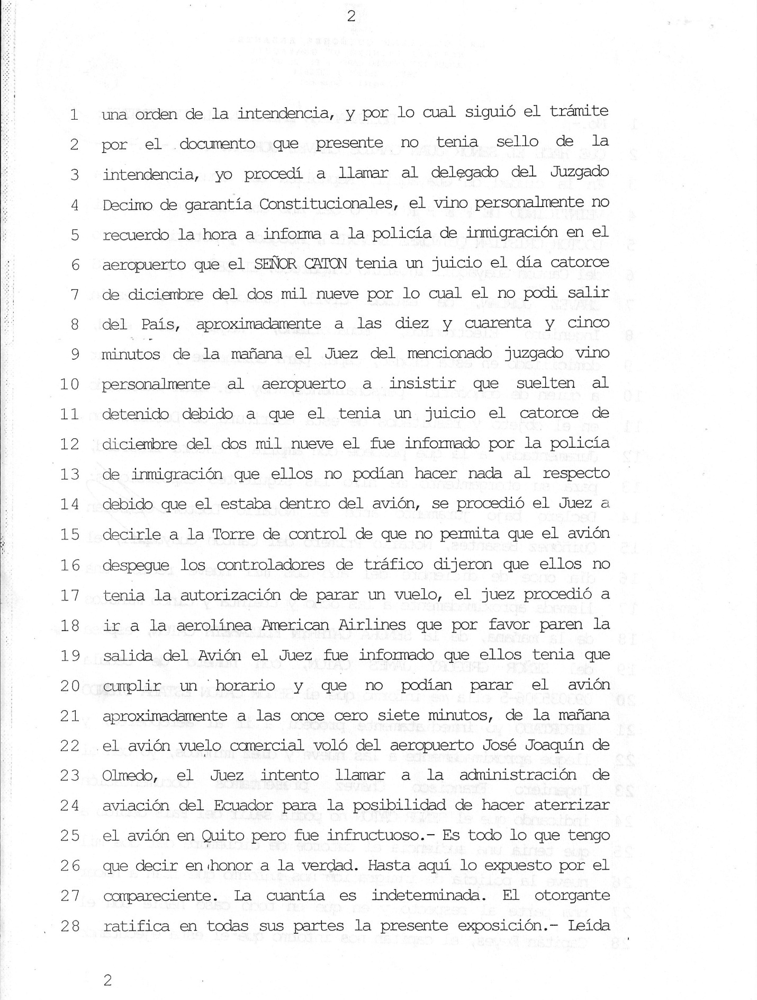 2
1 una orden de la intendencia, y por lo cual siguió el trámite
2 por el documento que presente no tenia sello de la
3 intendencia, yo procedí a llamar al delegado del Juzgado
4 Decimo de garantía Constitucionales, el vino personalmente no
5 recuerdo la hora a informa a la policía de inmigración en el
6 aeropuerto que el SEÑOR CATON tenia un juicio el día catorce
7 de diciembre del dos mil nueve por lo cual el no podi salir
8 del País, aproximadamente a las diez y cuarenta y cinco
9 minutos de la mañana el Juez del mencionado juzgado vino
10 personalmente al aeropuerto a insistir que suelten al
11 detenido debido a que el tenia un juicio el catorce de
12 diciembre del dos mil nueve el fue informado por la policía
13 de inmigración que ellos no podían hacer nada al respecto
14 debido que el estaba dentro del avión, se procedió el Juez a
15 decirle a la Torre de control de que no permita que el avión
16 despegue los controladores de tráfico dijeron que ellos no
17 tenia la autorización de parar un vuelo, el juez procedió a
18 ir a la aerolínea American Airlines que por favor paren la
19 salida del Avión el Juez fue informado que ellos tenia que
20 cumplir un horario y que no podían parar el avión
21 aproximadamente a las once cero siete minutos, de la mañana
22 el avión vuelo comercial voló del aeropuerto José Joaquín de
23 Olmedo, el Juez intento llamar a la administración de
24 aviación del Ecuador para la posibilidad de hacer aterrizar
25 el avión en Quito pero fue infructuoso.- Es todo lo que tengo
26 que decir en honor a la verdad. Hasta aquí lo expuesto por el
27 compareciente. La cuantía es indeterminada. El otorgante
28 ratifica en todas sus partes la presente exposición.- Leída
2